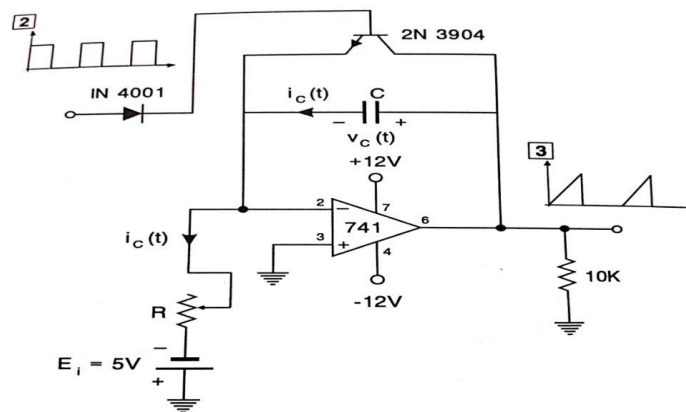 2
2N 3904
IN 4001
i_C(t)
C
− +
v_C(t)
+12V
3
2 −
7
741
6
3 +
4
i_C(t)
-12V
10K
R
−
E_i = 5V
+